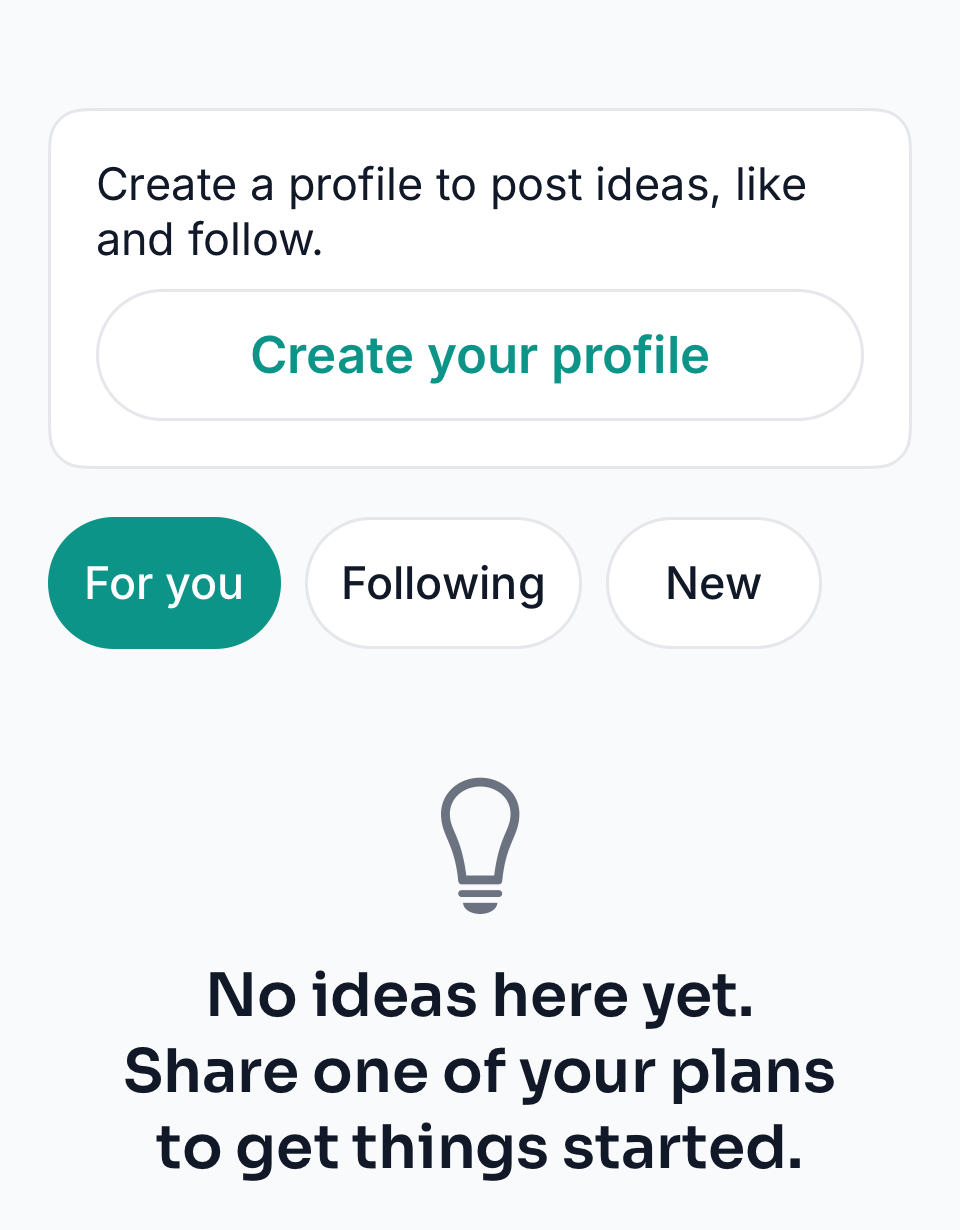 Create a profile to post ideas, like
and follow.
Create your profile
For you
Following
New
No ideas here yet.
Share one of your plans
to get things started.